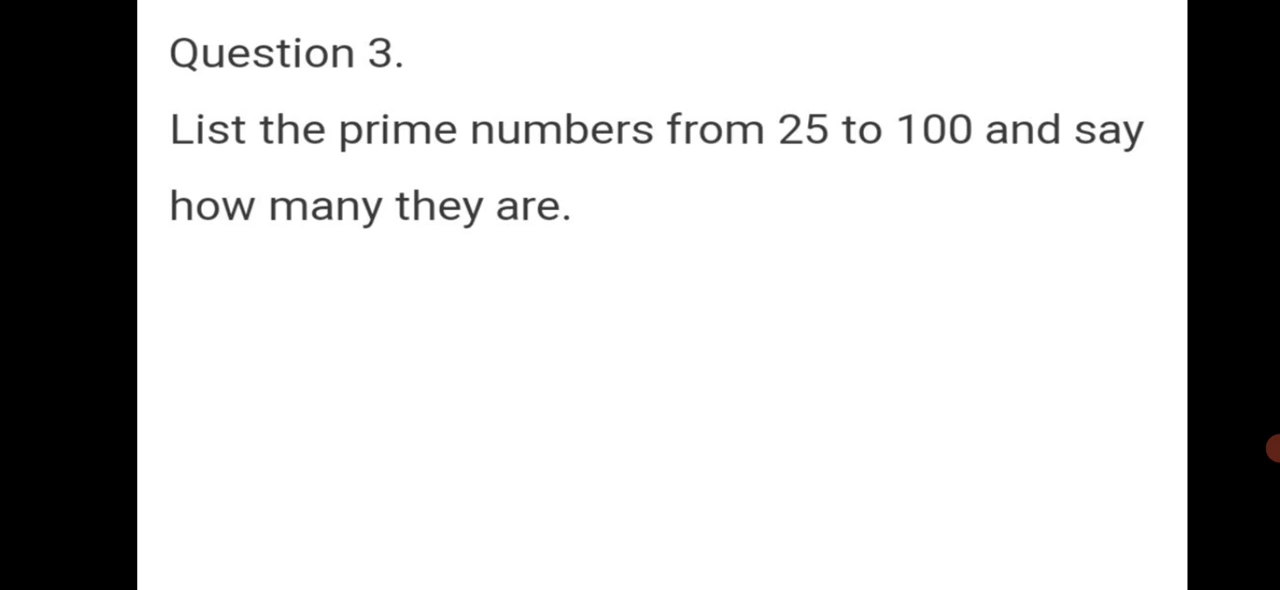 Question 3.
List the prime numbers from 25 to 100 and say
how many they are.